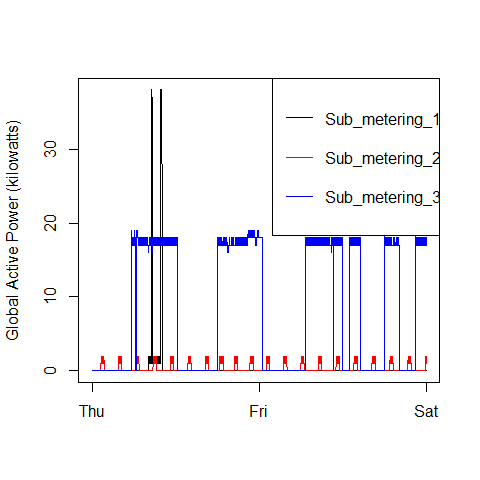 Global Active Power (kilowatts)
30
20
10
0
Sub_metering_1
Sub_metering_2
Sub_metering_3
Thu
Fri
Sat